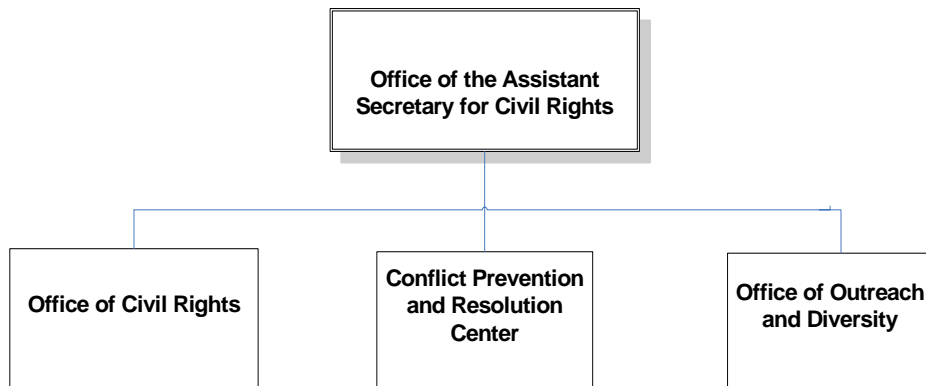 Office of the Assistant
Secretary for Civil Rights
Office of Civil Rights
Conflict Prevention
and Resolution
Center
Office of Outreach
and Diversity